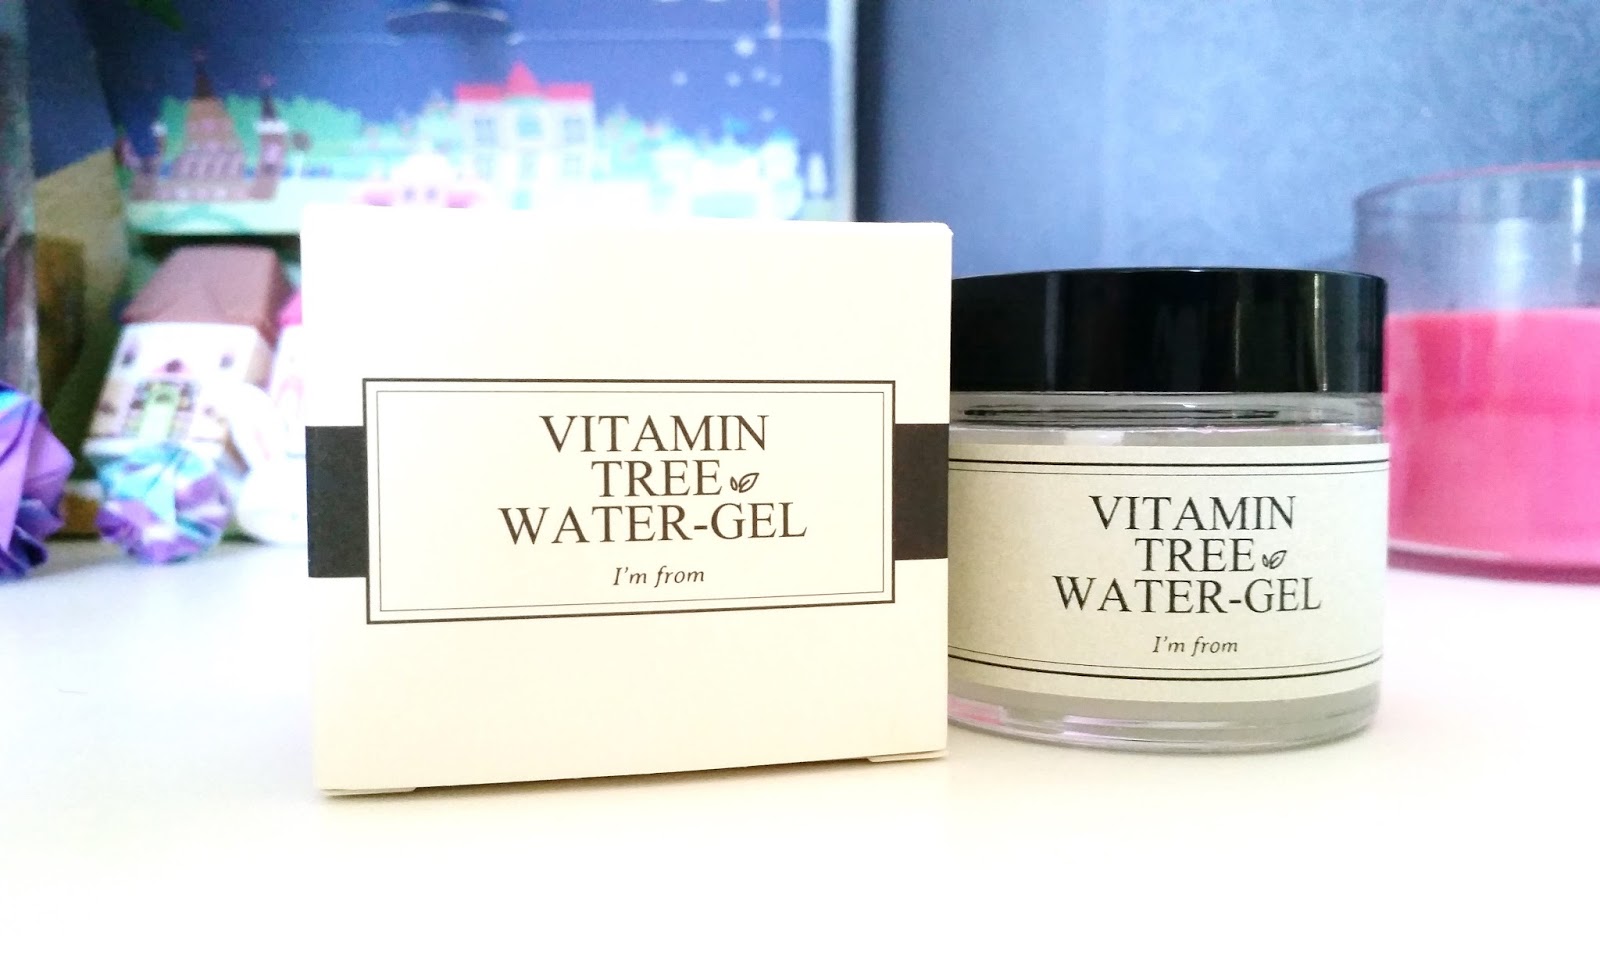 VITAMIN
TREE
WATER-GEL
I'm from
VITAMIN
TREE
WATER-GEL
I'm from